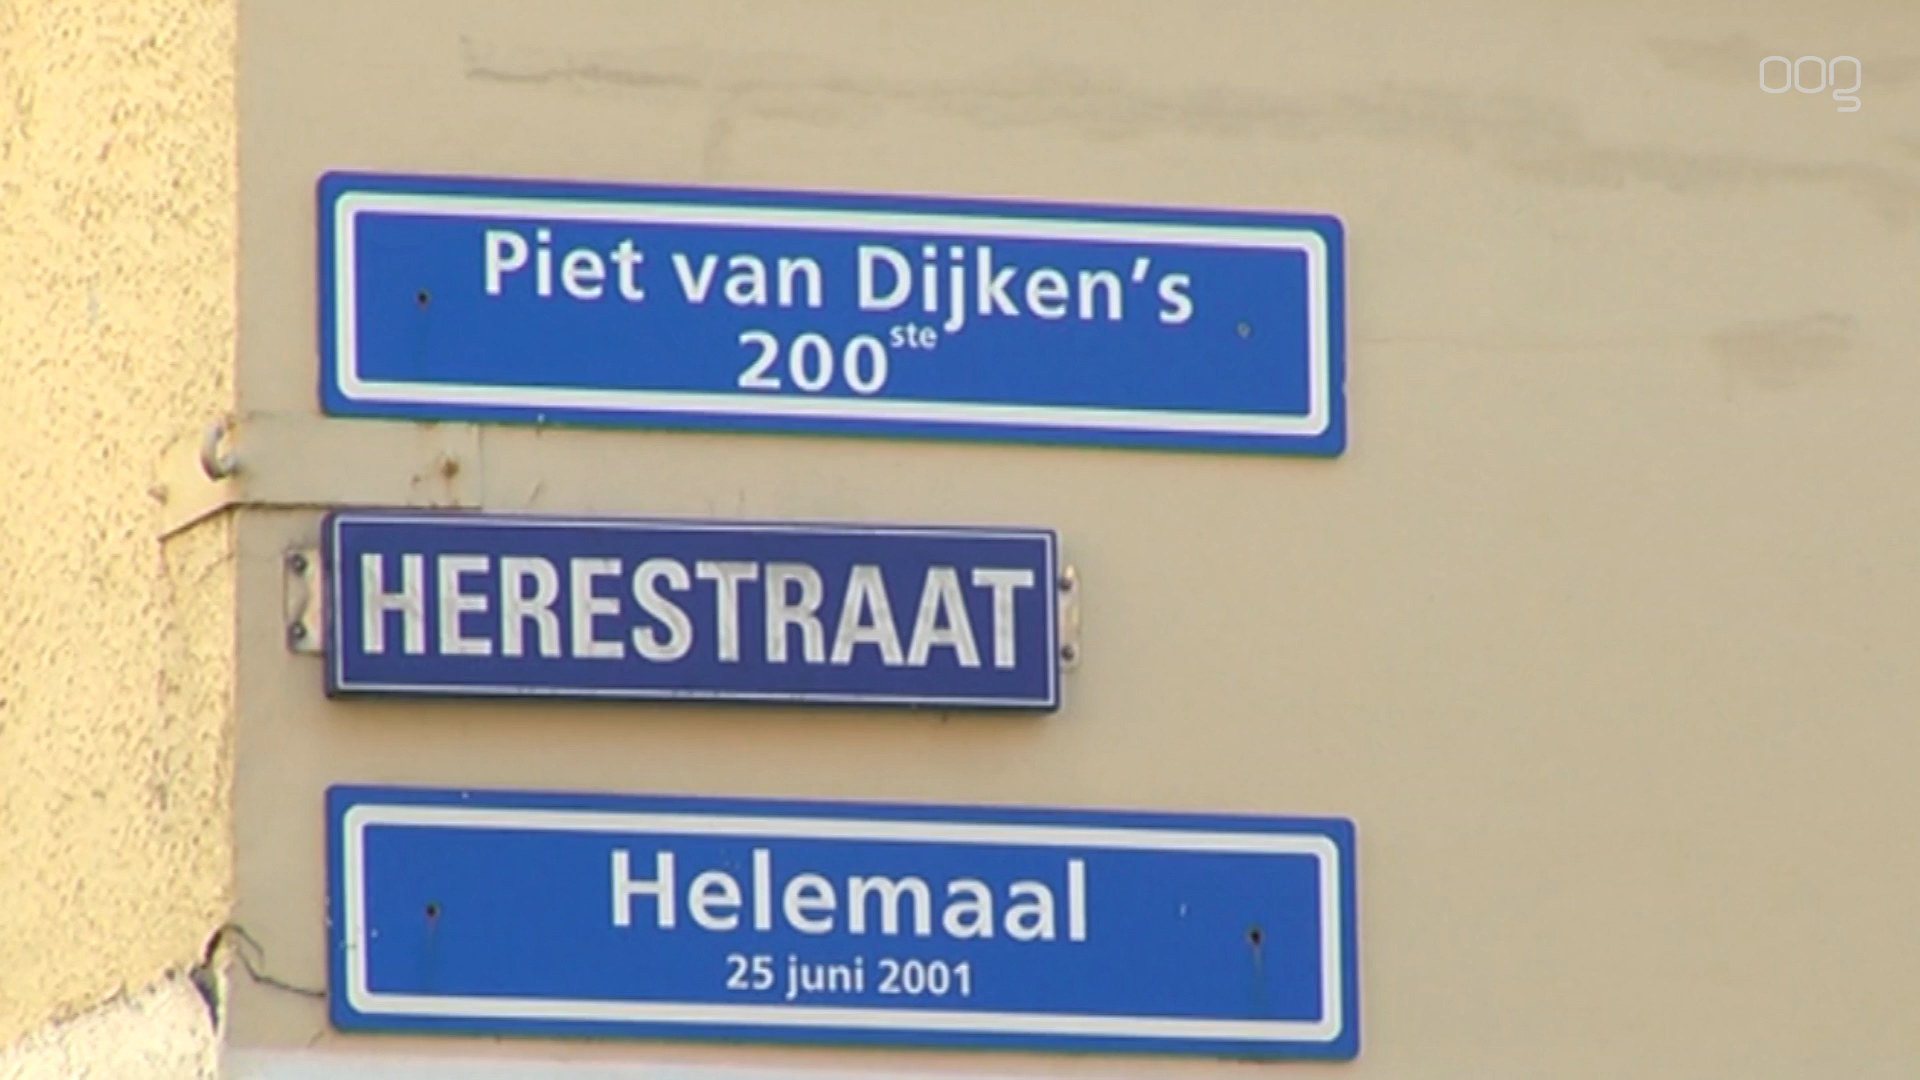 oog
Piet van Dijken's
200ste
HERESTRAAT
Helemaal
25 juni 2001